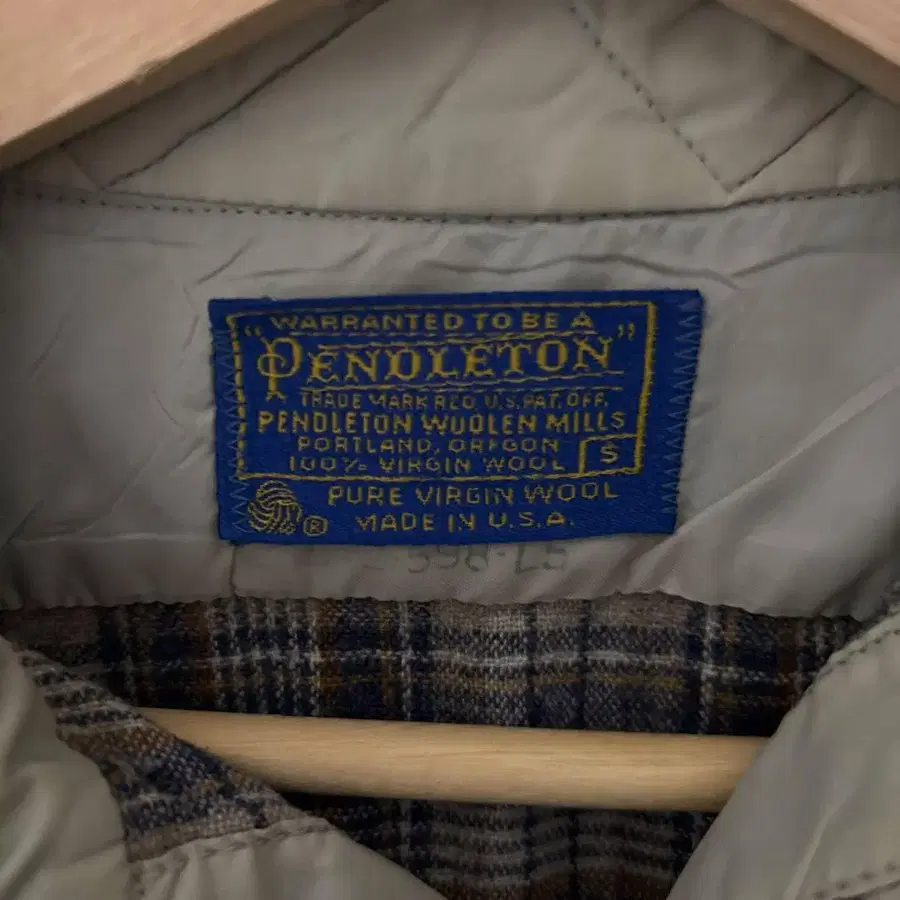 "WARRANTED TO BE A
PENDLETON"
TRADE MARK REG. U.S. PAT. OFF.
PENDLETON WOOLEN MILLS
PORTLAND, OREGON
100% VIRGIN WOOL S
PURE VIRGIN WOOL
® MADE IN U.S.A.